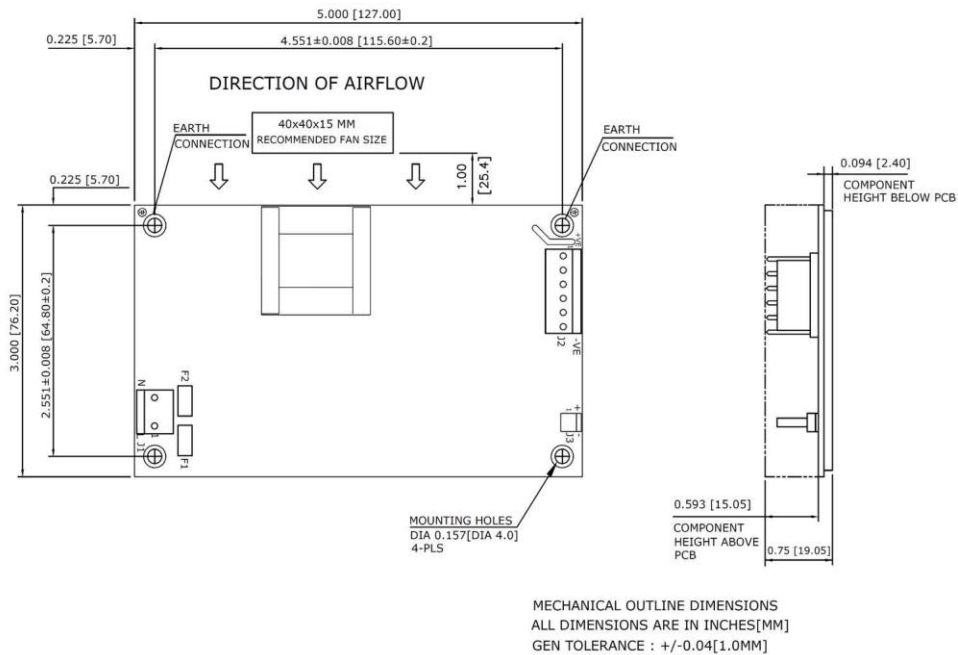 5.000 [127.00]
0.225 [5.70]
4.551±0.008 [115.60±0.2]
DIRECTION OF AIRFLOW
40x40x15 MM
RECOMMENDED FAN SIZE
EARTH
CONNECTION
EARTH
CONNECTION
1.00
[25.4]
0.225 [5.70]
0.094 [2.40]
COMPONENT
HEIGHT BELOW PCB
3.000 [76.20]
2.551±0.008 [64.80±0.2]
+VE
1
J2
-VE
N
F2
1
J1
F1
+
1
-
J3
MOUNTING HOLES
DIA 0.157[DIA 4.0]
4-PLS
0.593 [15.05]
COMPONENT
HEIGHT ABOVE
PCB
0.75 [19.05]
MECHANICAL OUTLINE DIMENSIONS
ALL DIMENSIONS ARE IN INCHES[MM]
GEN TOLERANCE : +/-0.04[1.0MM]